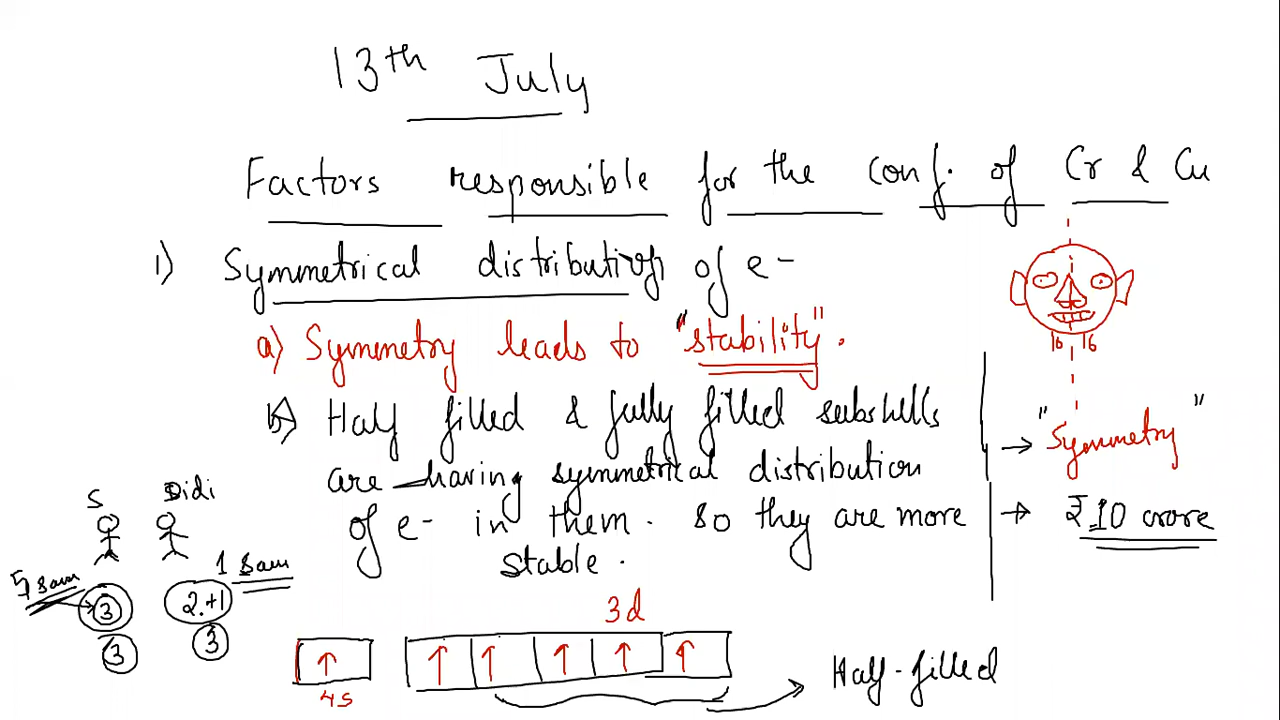 13th July
Factors responsible for the conf. of Cr & Cu
1) Symmetrical distribution of e-
a) Symmetry leads to "stability".
b) Half filled & fully filled subshells
are having symmetrical distribution
of e- in them. so they are more
stable.
16 16
"Symmetry"
→ ₹ 10 crore
S Didi
5 sam 1 sam
3 2+1
3 3
3d
4s
Half-filled